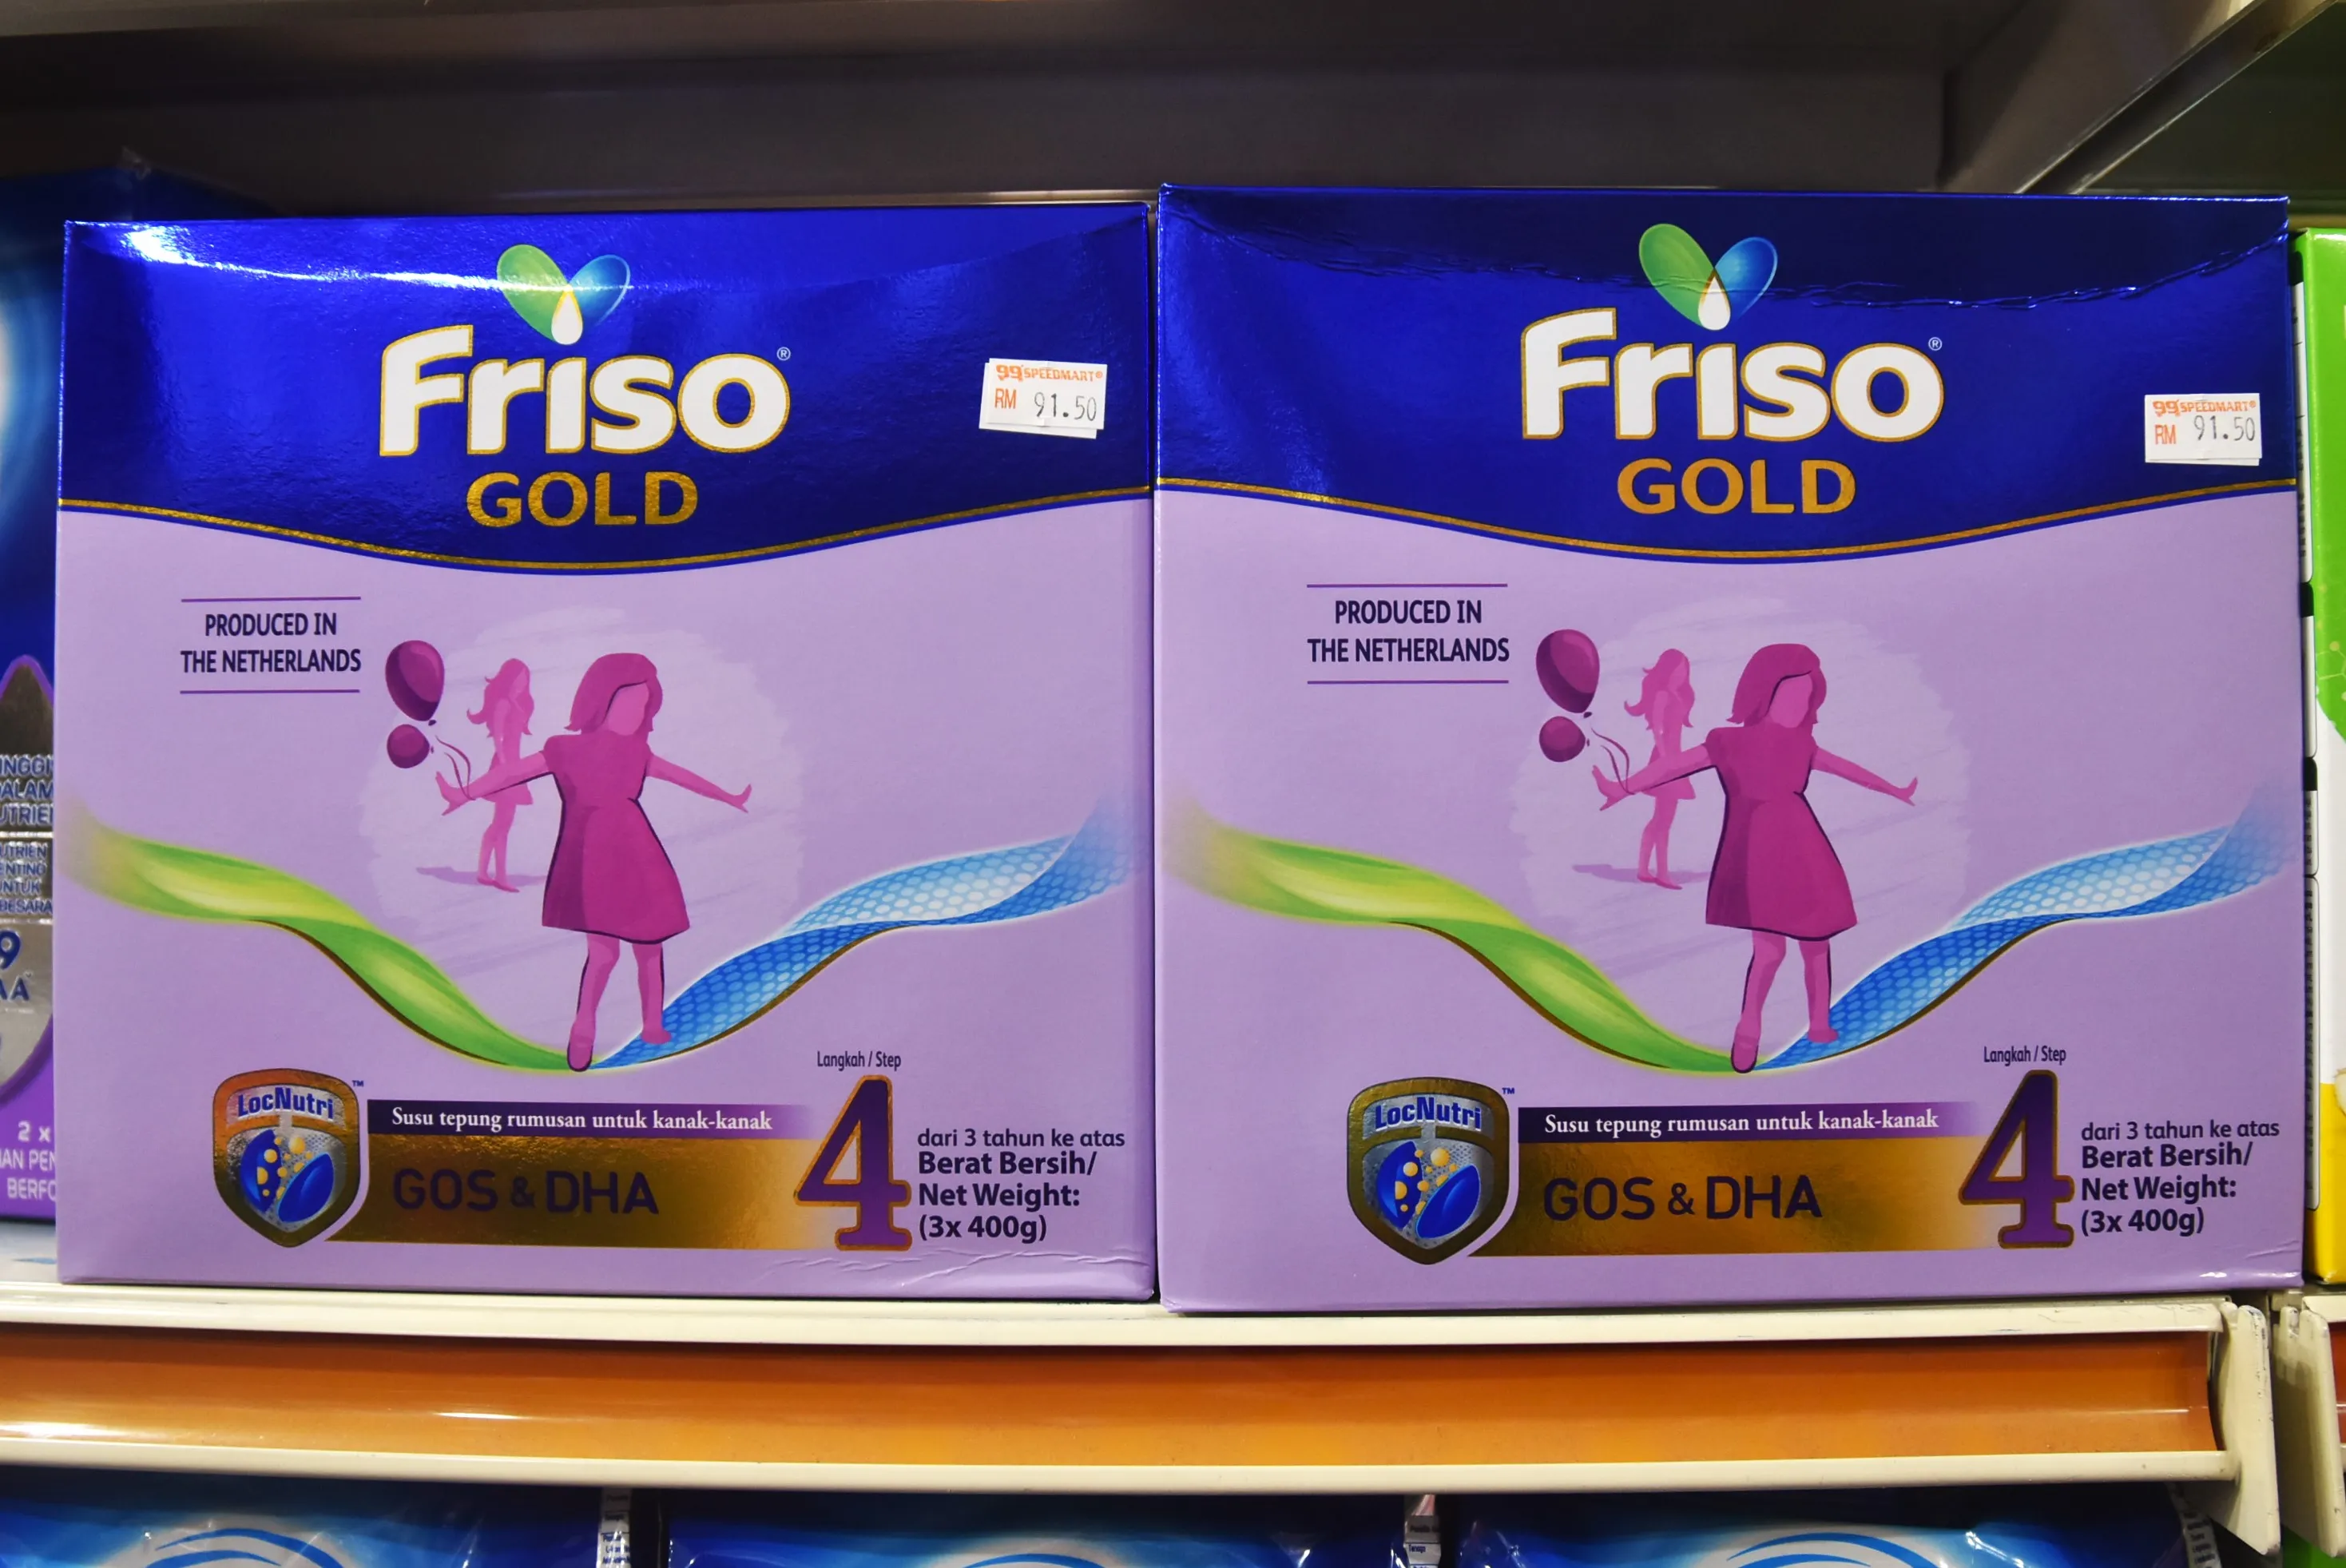 Friso®
GOLD
99 SPEEDMART®
RM 91.50
PRODUCED IN
THE NETHERLANDS
LocNutri™
Susu tepung rumusan untuk kanak-kanak
GOS & DHA
Langkah / Step
4
dari 3 tahun ke atas
Berat Bersih/
Net Weight:
(3x 400g)
Friso®
GOLD
99 SPEEDMART®
RM 91.50
PRODUCED IN
THE NETHERLANDS
LocNutri™
Susu tepung rumusan untuk kanak-kanak
GOS & DHA
Langkah / Step
4
dari 3 tahun ke atas
Berat Bersih/
Net Weight:
(3x 400g)
2 x